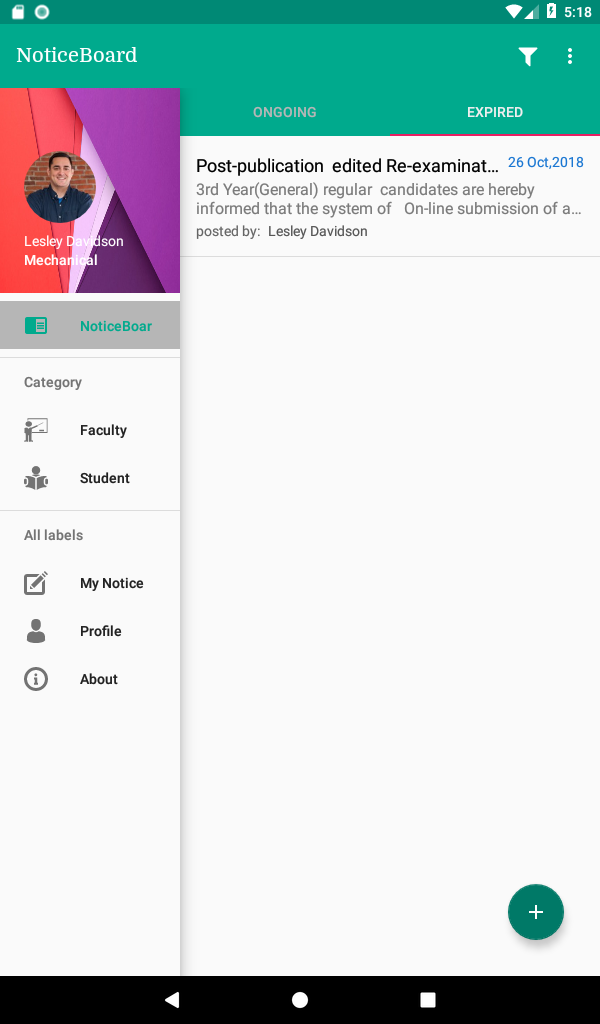 5:18
NoticeBoard
ONGOING
EXPIRED
Lesley Davidson
Mechanical
NoticeBoar
Category
Faculty
Student
All labels
My Notice
Profile
About
Post-publication edited Re-examinat… 26 Oct,2018
3rd Year(General) regular candidates are hereby
informed that the system of On-line submission of a…
posted by: Lesley Davidson